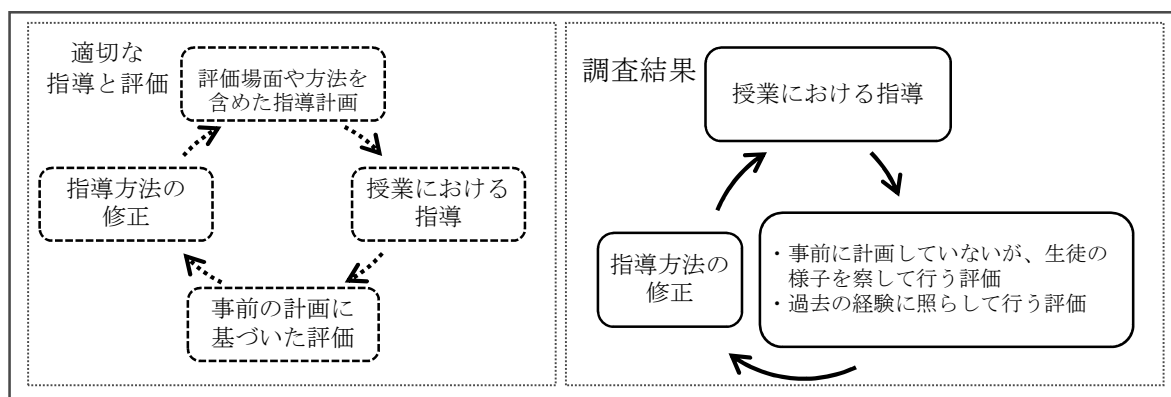 適切な
指導と評価
評価場面や方法を
含めた指導計画
授業における
指導
事前の計画に
基づいた評価
指導方法の
修正
調査結果
授業における指導
・事前に計画していないが、生徒の
様子を察して行う評価
・過去の経験に照らして行う評価
指導方法の
修正